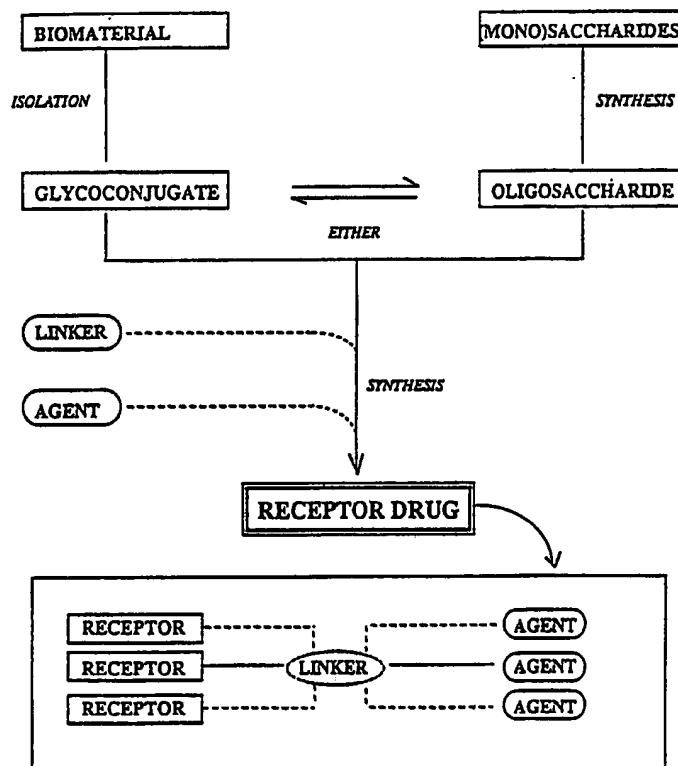 BIOMATERIAL
(MONO)SACCHARIDES
ISOLATION
SYNTHESIS
GLYCOCONJUGATE
OLIGOSACCHARIDE
EITHER
LINKER
SYNTHESIS
AGENT
RECEPTOR DRUG
RECEPTOR
AGENT
RECEPTOR
LINKER
AGENT
RECEPTOR
AGENT